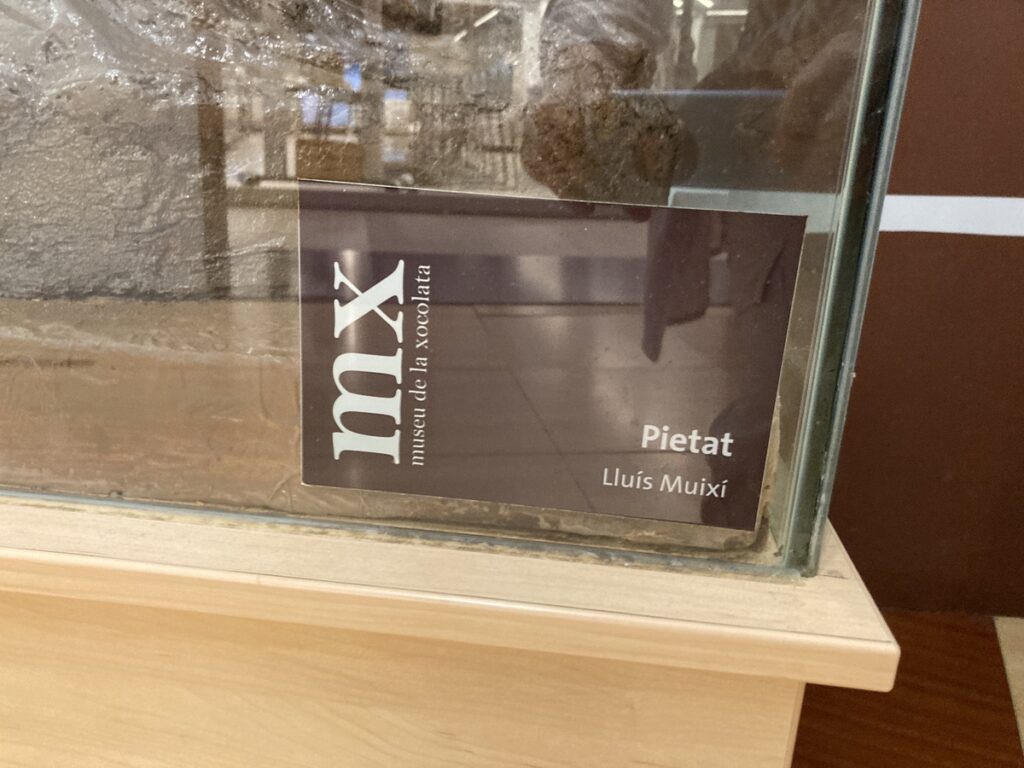 mx
museu de la xocolata
Pietat
Lluís Muixí